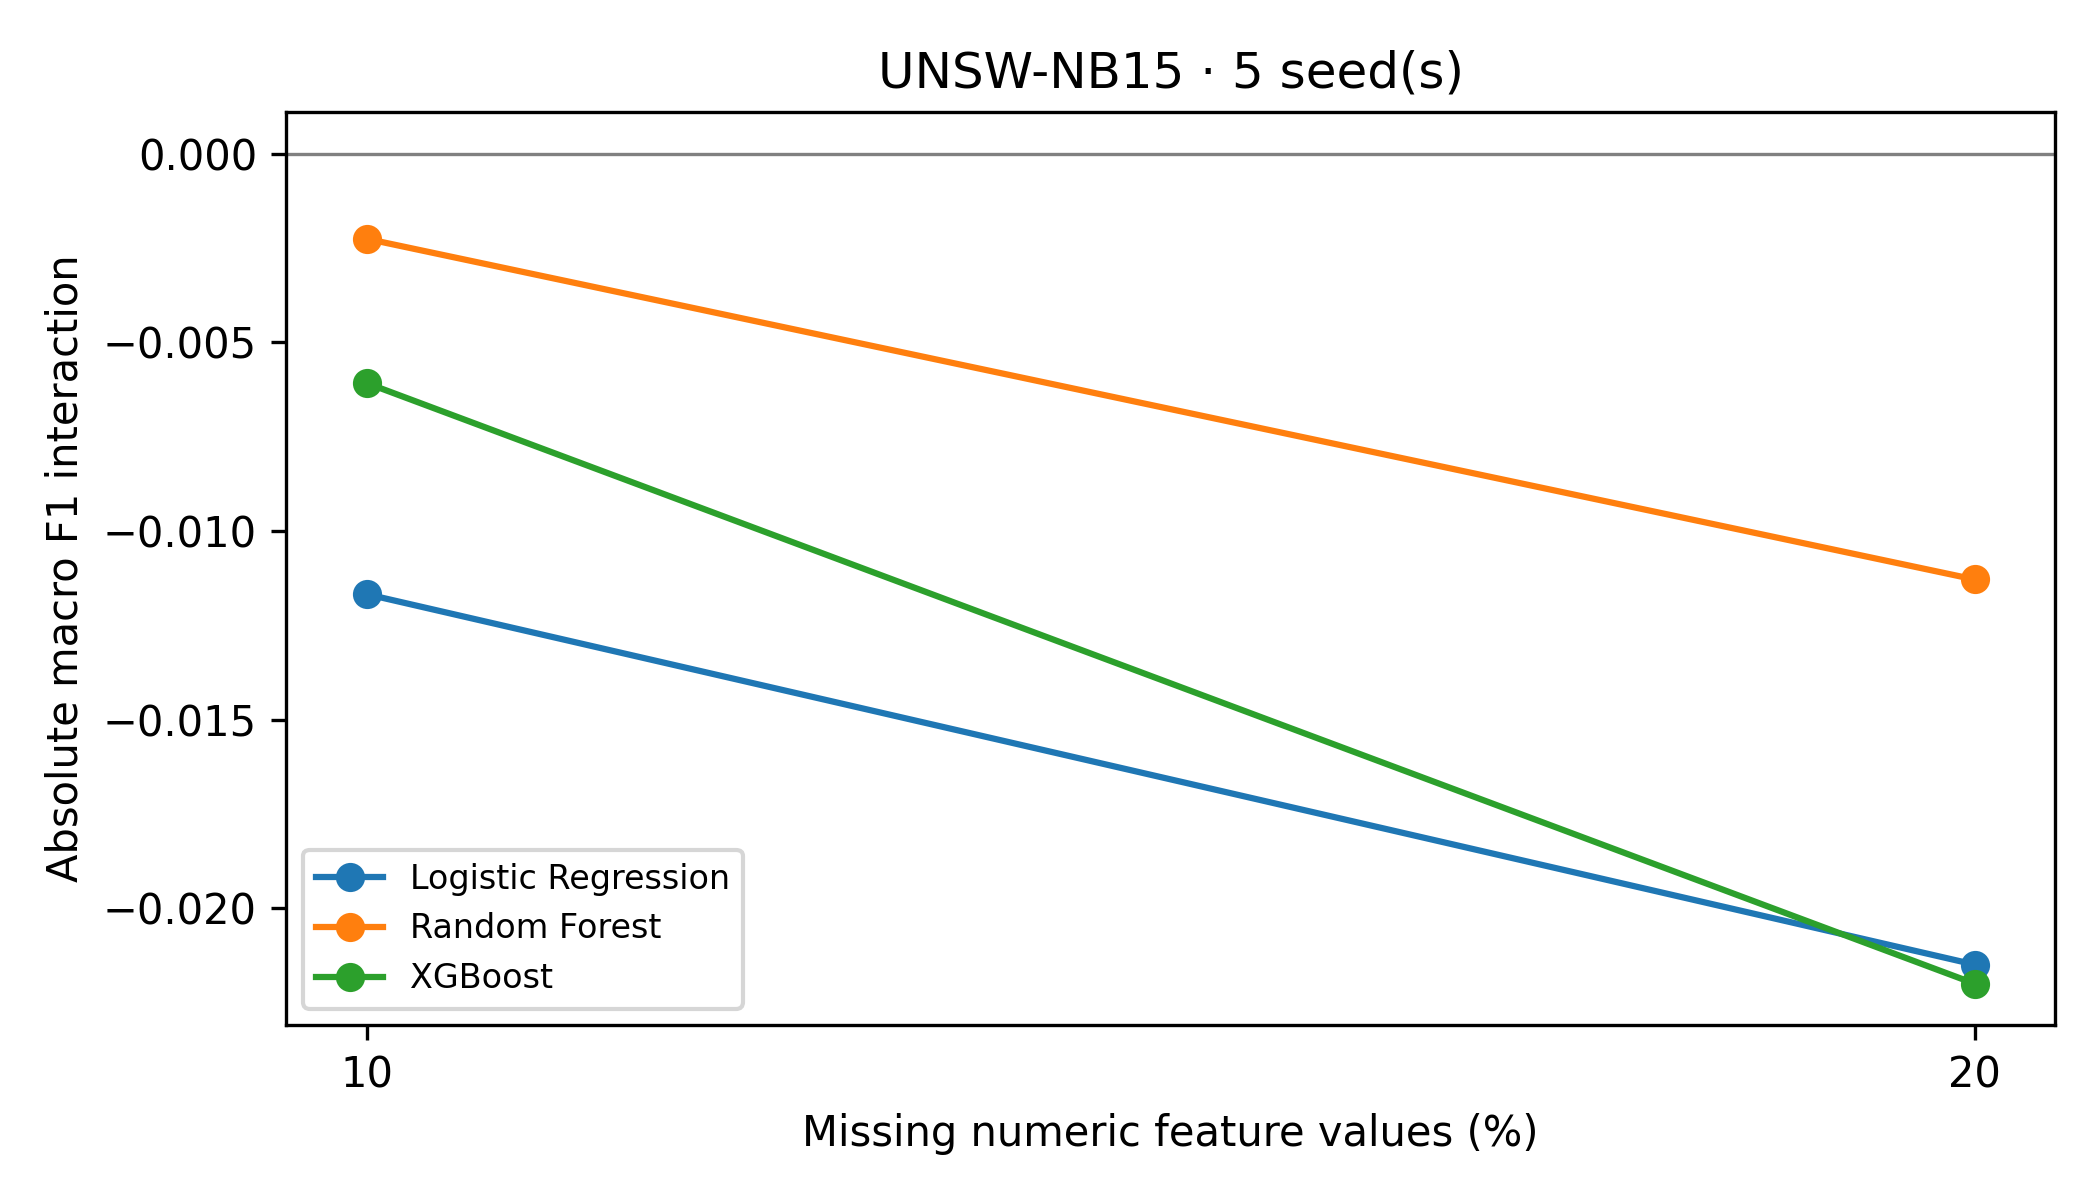 UNSW-NB15 · 5 seed(s)
Absolute macro F1 interaction
0.000
−0.005
−0.010
−0.015
−0.020
Logistic Regression
Random Forest
XGBoost
10
20
Missing numeric feature values (%)